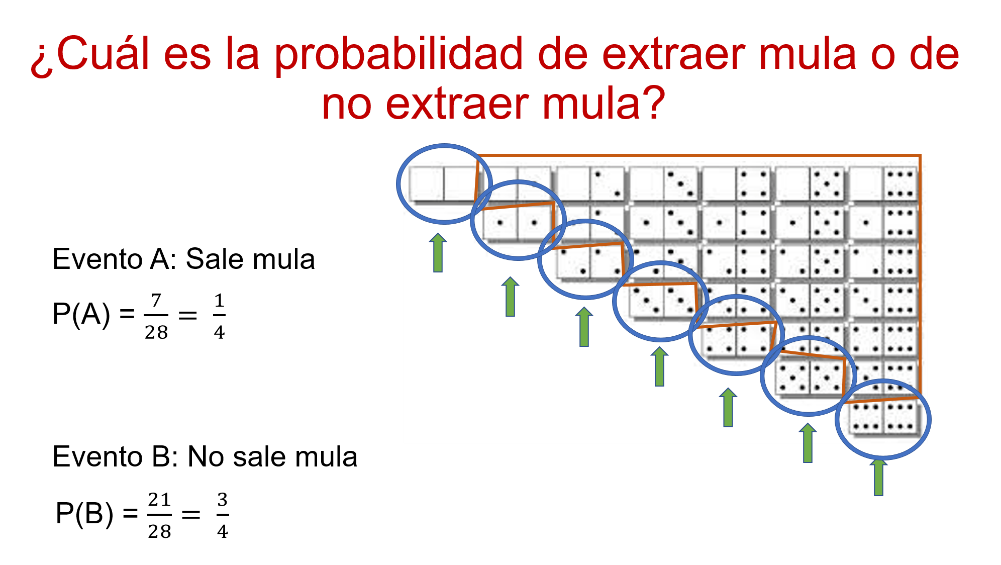 ¿Cuál es la probabilidad de extraer mula o de
no extraer mula?
Evento A: Sale mula
P(A) = 7/28 = 1/4
Evento B: No sale mula
P(B) = 21/28 = 3/4